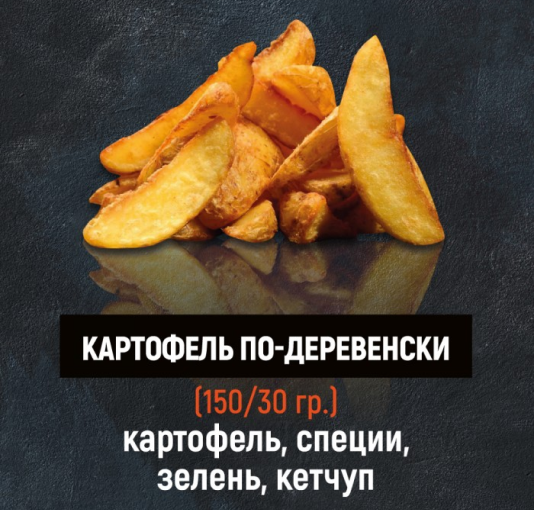 КАРТОФЕЛЬ ПО-ДЕРЕВЕНСКИ
(150/30 гр.)
картофель, специи,
зелень, кетчуп